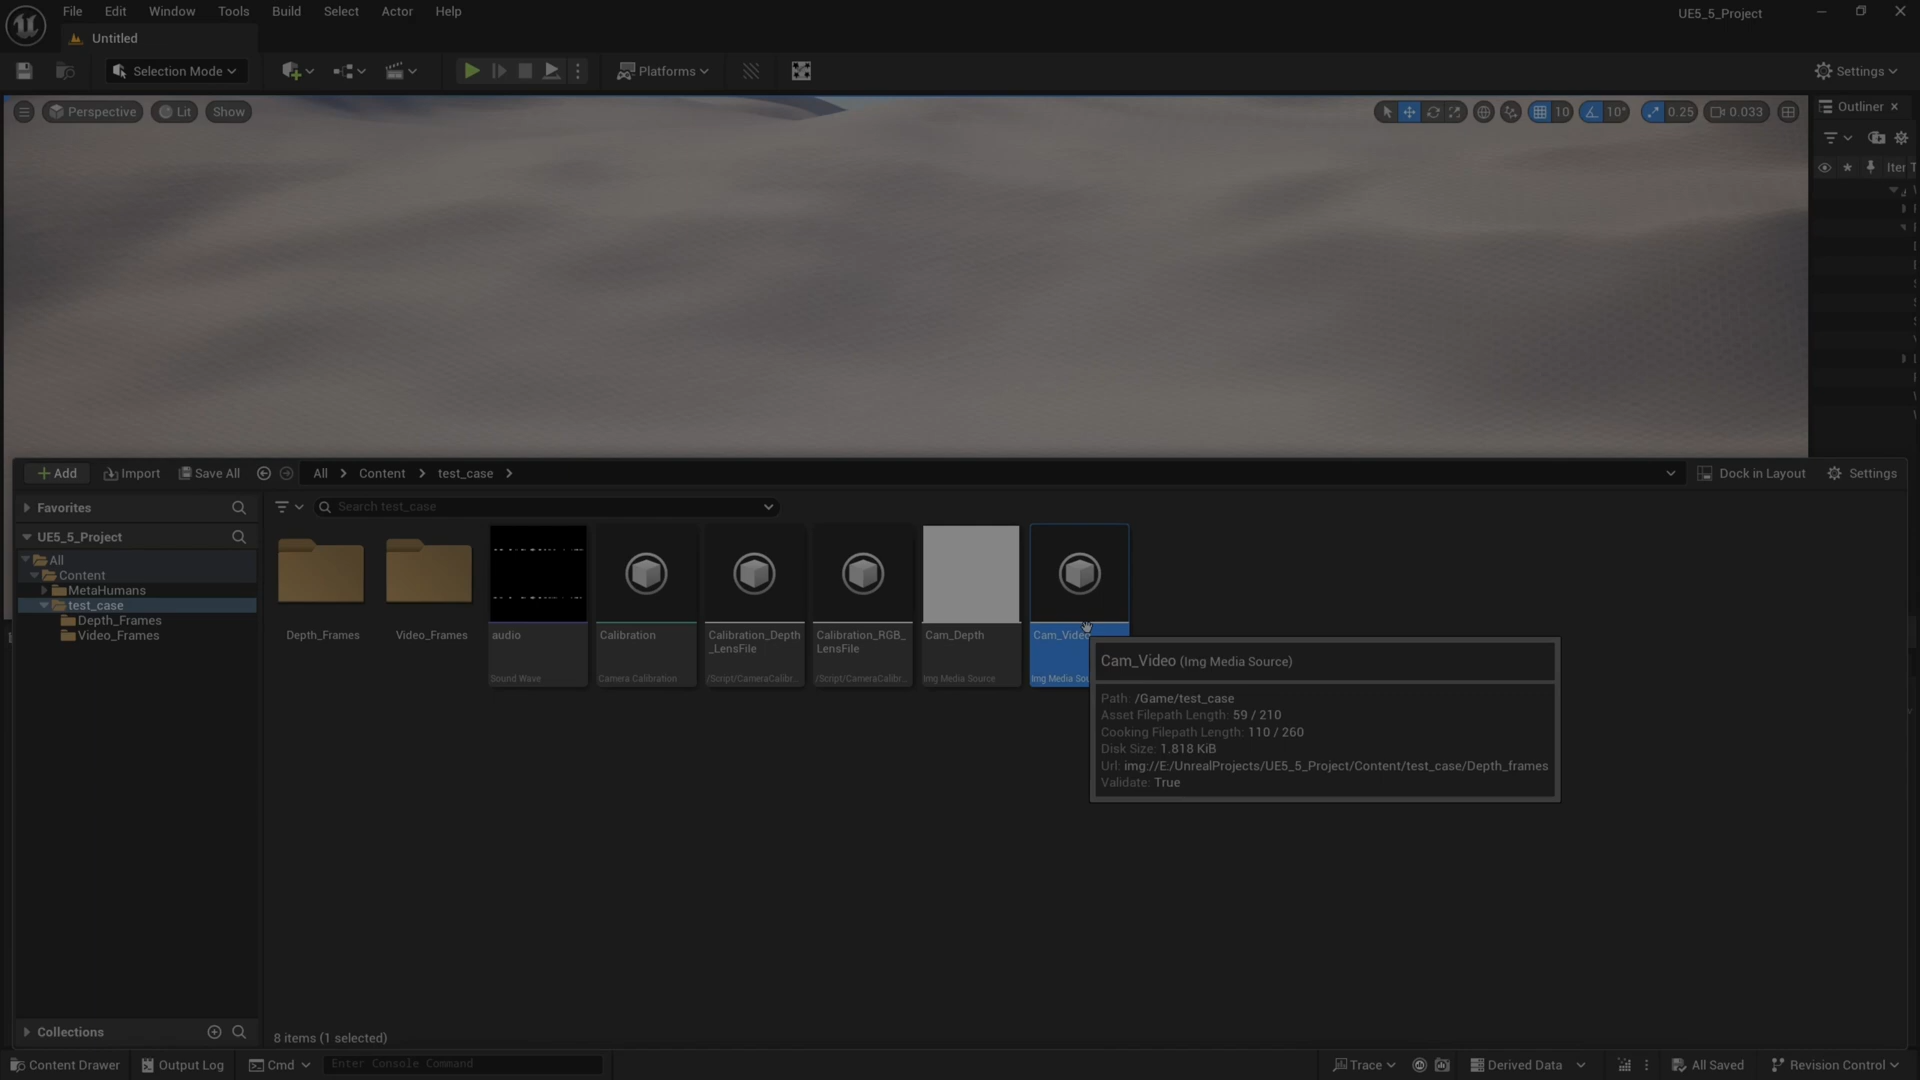 File Edit Window Tools Build Select Actor Help
UE5_5_Project
Untitled
Selection Mode
Platforms
Settings
Perspective
Lit
Show
10
10°
0.25
0.033
Outliner
+ Add
Import
Save All
All > Content > test_case >
Dock in Layout
Settings
Favorites
Search test_case
UE5_5_Project
All
Content
MetaHumans
test_case
Depth_Frames
Video_Frames
Depth_Frames
Video_Frames
audio
Sound Wave
Calibration
Camera Calibration
Calibration_Depth
_LensFile
/Script/CameraCalibr...
Calibration_RGB_
LensFile
/Script/CameraCalibr...
Cam_Depth
Img Media Source
Cam_Video
Img Media Sou
Cam_Video (Img Media Source)
Path: /Game/test_case
Asset Filepath Length: 59 / 210
Cooking Filepath Length: 110 / 260
Disk Size: 1.818 KiB
Url: img://E:/UnrealProjects/UE5_5_Project/Content/test_case/Depth_frames
Validate: True
Collections
8 items (1 selected)
Content Drawer
Output Log
Cmd
Enter Console Command
Trace
Derived Data
All Saved
Revision Control